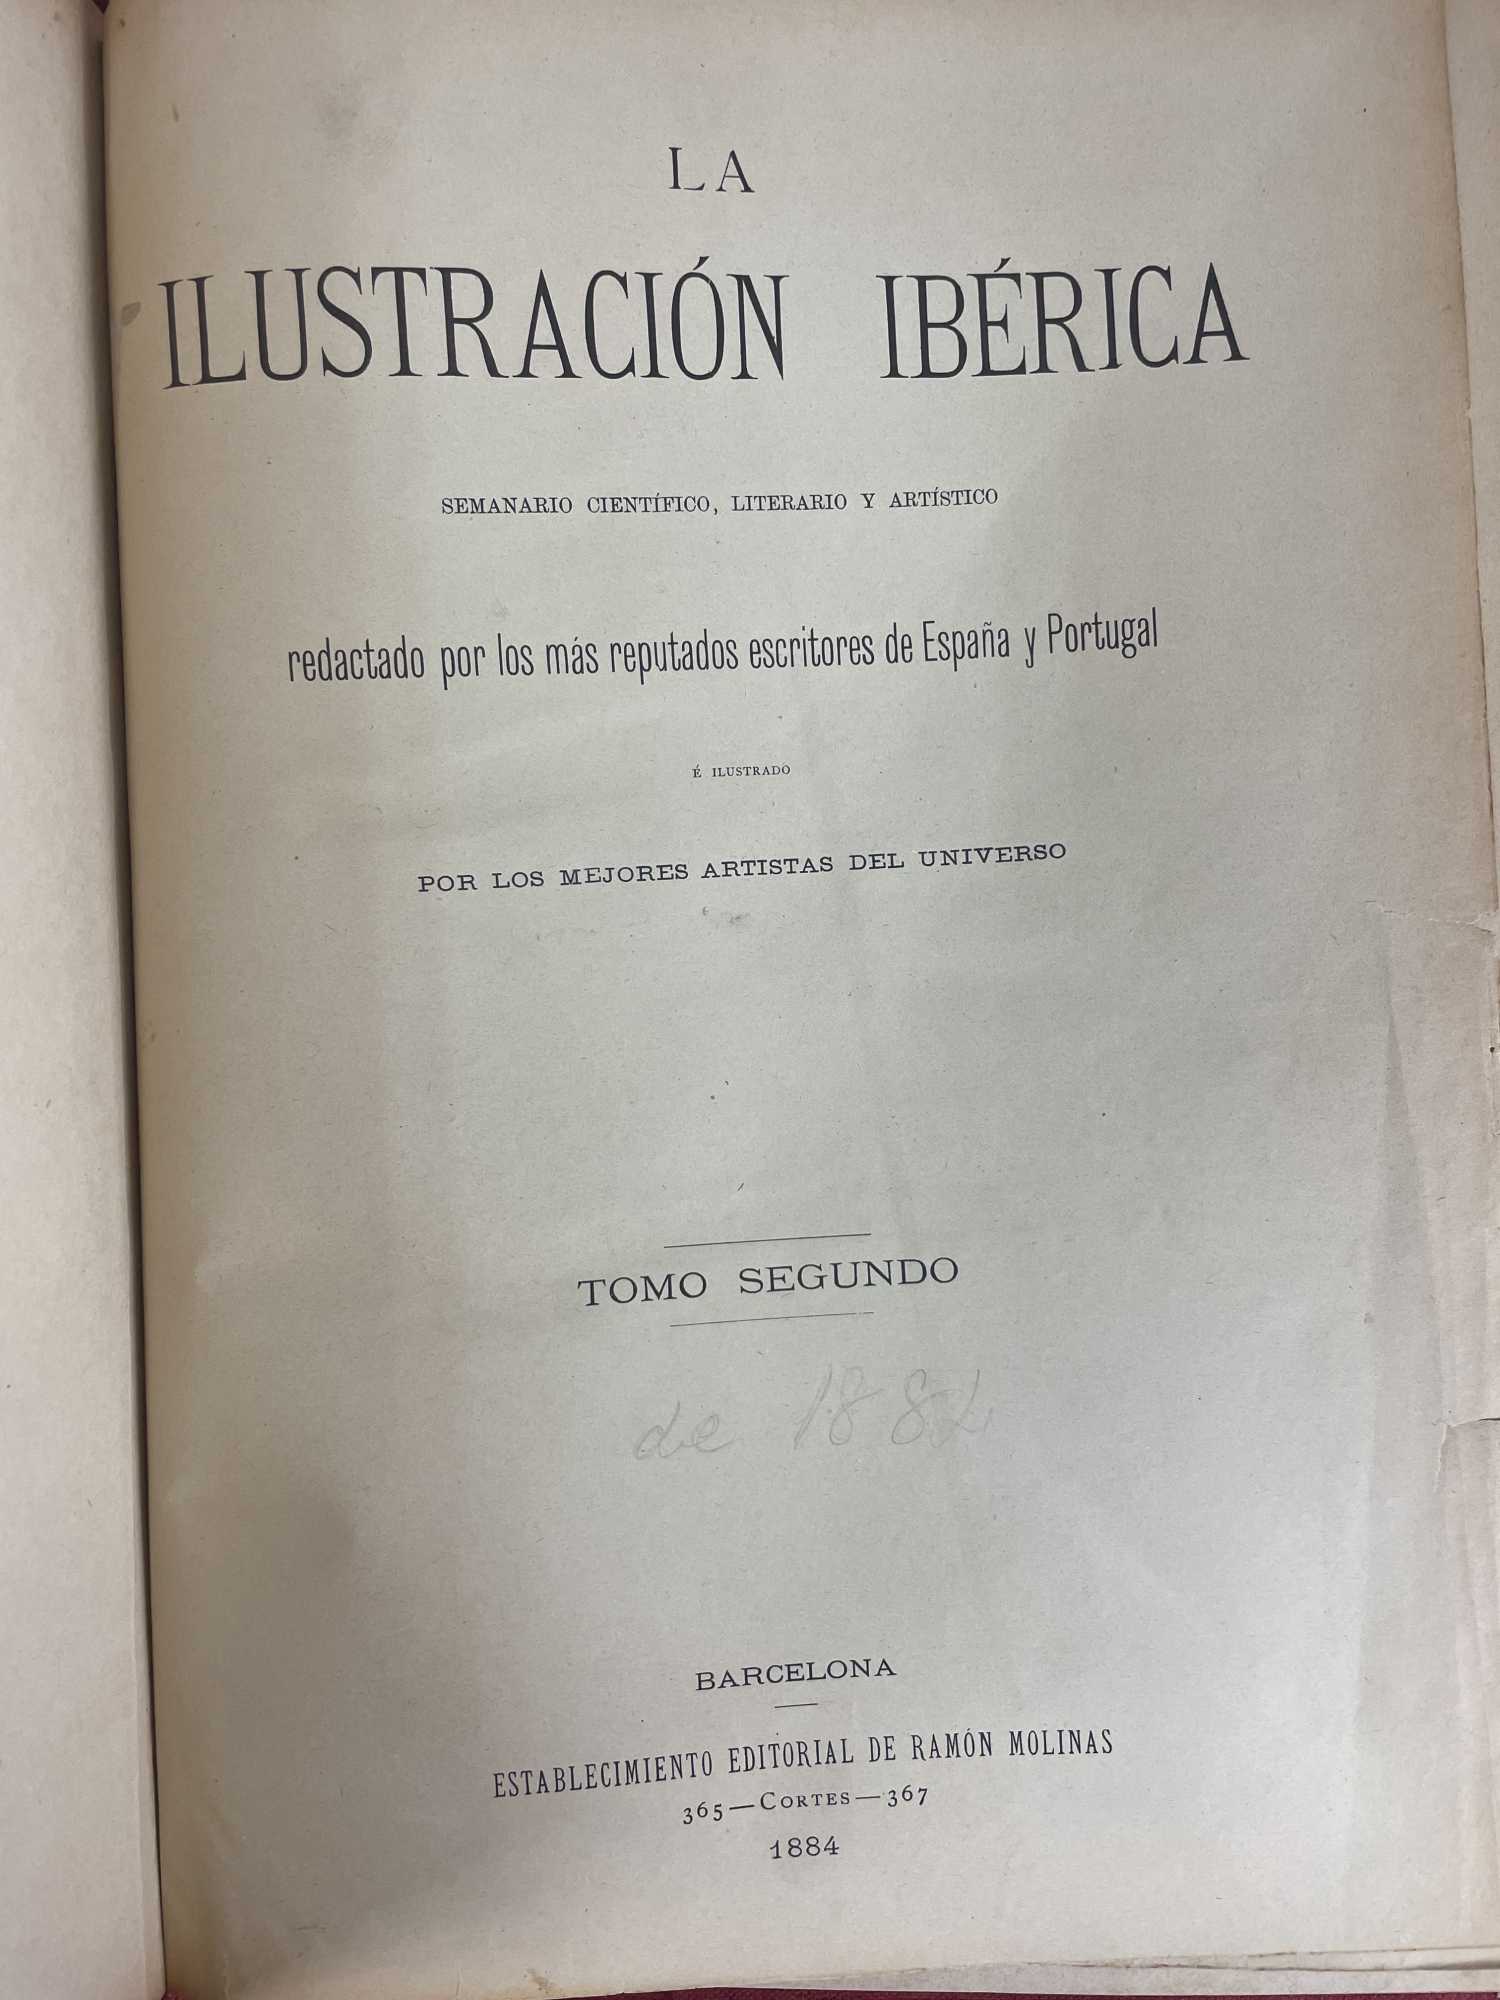 LA
ILUSTRACIÓN IBÉRICA
SEMANARIO CIENTÍFICO, LITERARIO Y ARTÍSTICO
redactado por los más reputados escritores de España y Portugal
É ILUSTRADO
POR LOS MEJORES ARTISTAS DEL UNIVERSO
TOMO SEGUNDO
de
BARCELONA
ESTABLECIMIENTO EDITORIAL DE RAMÓN MOLINAS
365—CORTES—367
1884